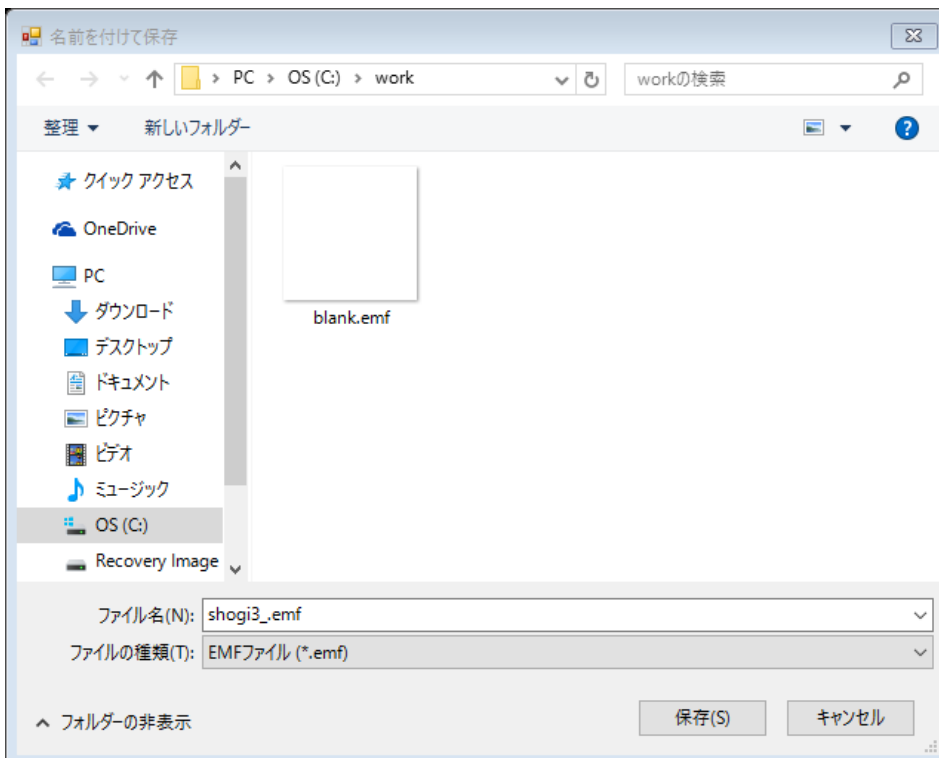 名前を付けて保存
PC > OS (C:) > work
workの検索
整理
新しいフォルダー
クイック アクセス
OneDrive
PC
ダウンロード
デスクトップ
ドキュメント
ピクチャ
ビデオ
ミュージック
OS (C:)
Recovery Image
blank.emf
ファイル名(N): shogi3_.emf
ファイルの種類(T): EMFファイル (*.emf)
フォルダーの非表示
保存(S)
キャンセル